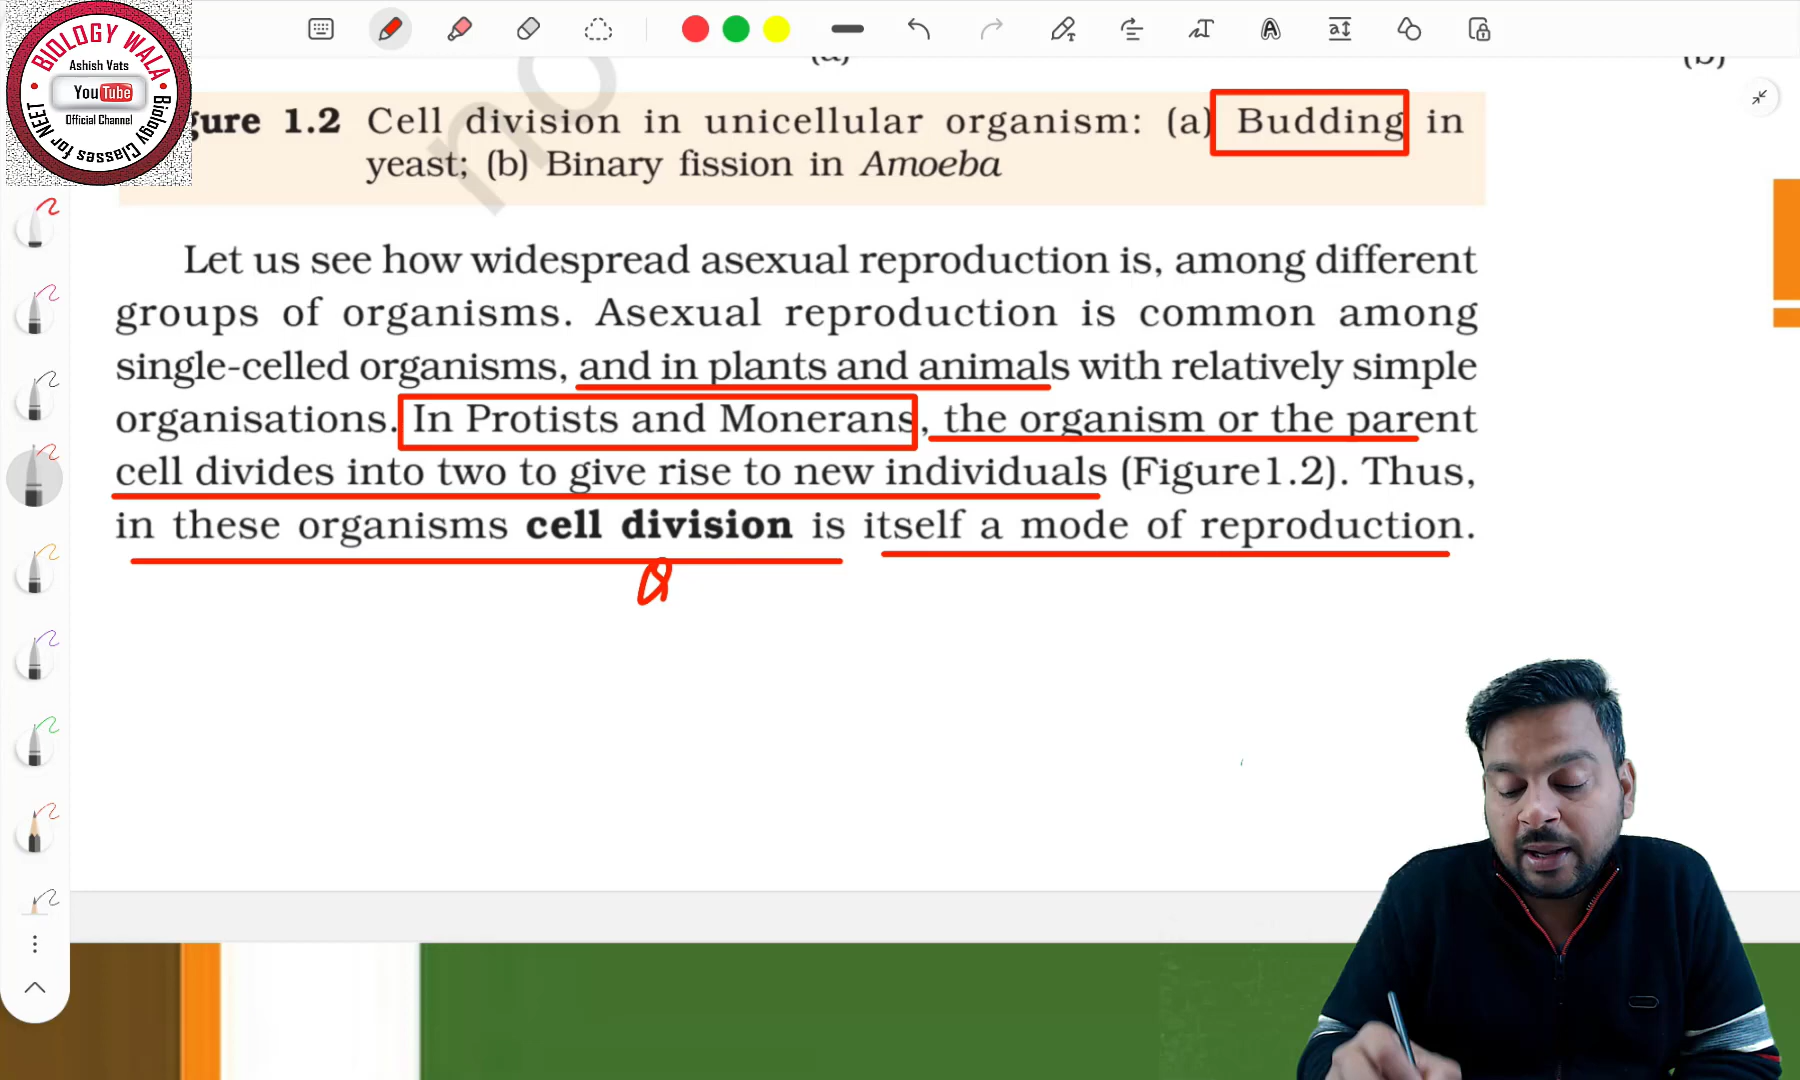 BIOLOGY WALA
Ashish Vats
YouTube
Official Channel
Biology Classes for NEET
(b)
gure 1.2 Cell division in unicellular organism: (a) Budding in
yeast; (b) Binary fission in Amoeba
Let us see how widespread asexual reproduction is, among different
groups of organisms. Asexual reproduction is common among
single-celled organisms, and in plants and animals with relatively simple
organisations. In Protists and Monerans, the organism or the parent
cell divides into two to give rise to new individuals (Figure1.2). Thus,
in these organisms cell division is itself a mode of reproduction.